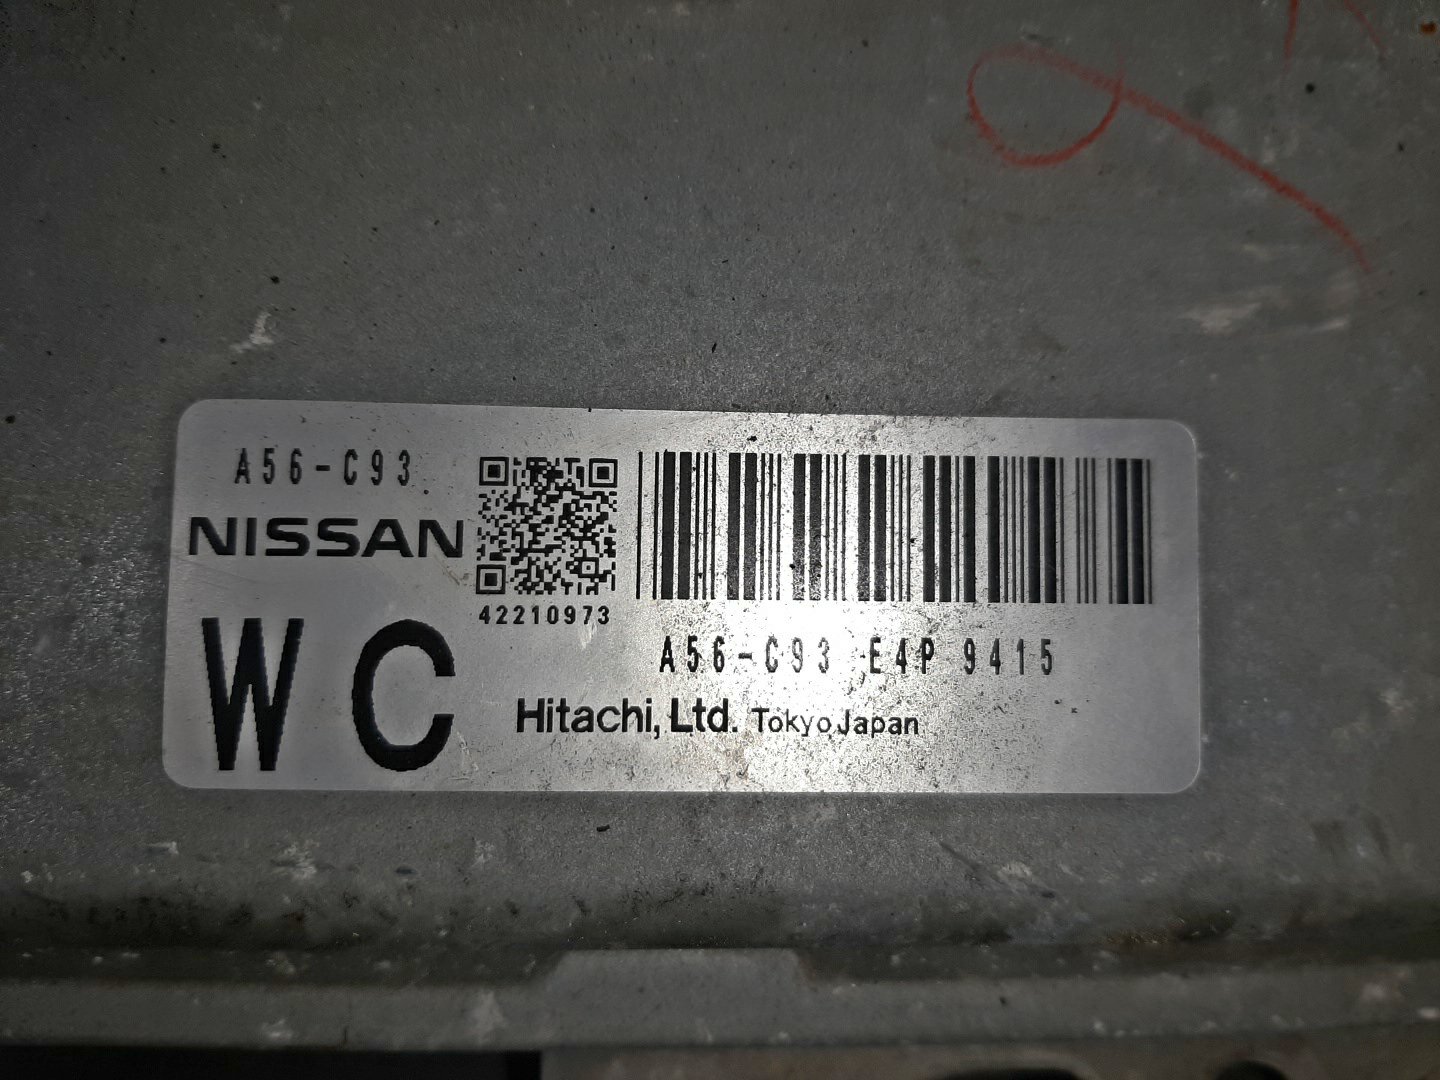 A56-C93
NISSAN
42210973
WC
A56-C93 E4P 9415
Hitachi, Ltd. Tokyo Japan